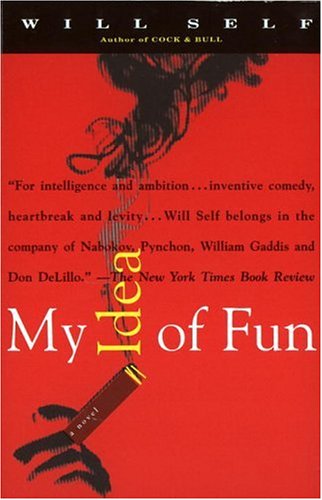 WILL SELF
Author of COCK & BULL
"For intelligence and ambition...inventive comedy,
heartbreak and levity...Will Self belongs in the
company of Nabokov, Pynchon, William Gaddis and
Don DeLillo." —The New York Times Book Review
My Idea of Fun
a novel